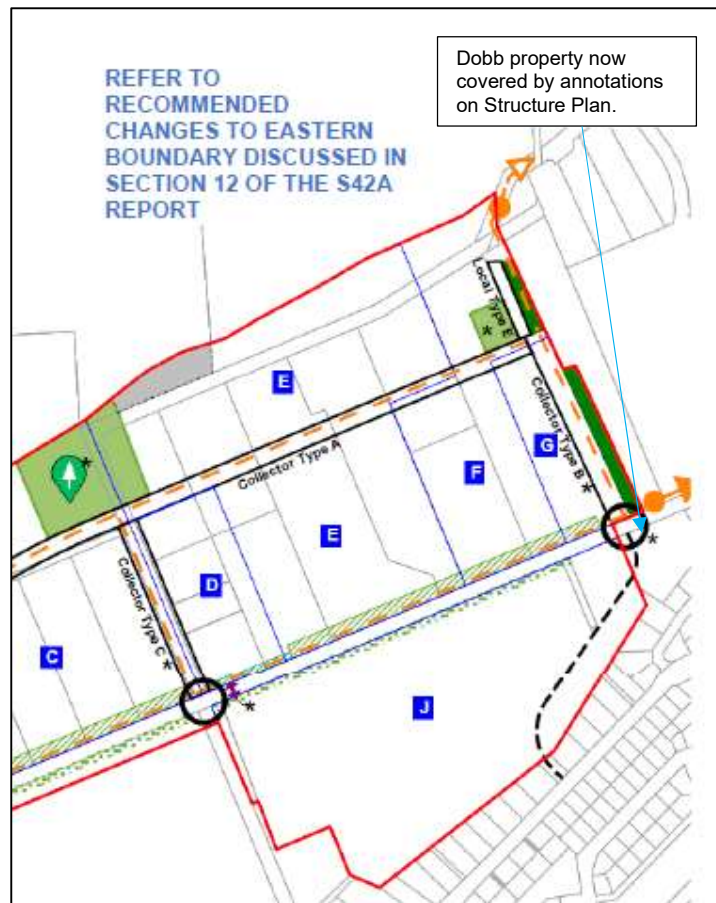 Dobb property now
covered by annotations
on Structure Plan.
REFER TO
RECOMMENDED
CHANGES TO EASTERN
BOUNDARY DISCUSSED IN
SECTION 12 OF THE S42A
REPORT
Local Type E
*
E
Collector Type A
G
Collector Type B
*
F
*
E
*
D
Collector Type C
*
C
*
J